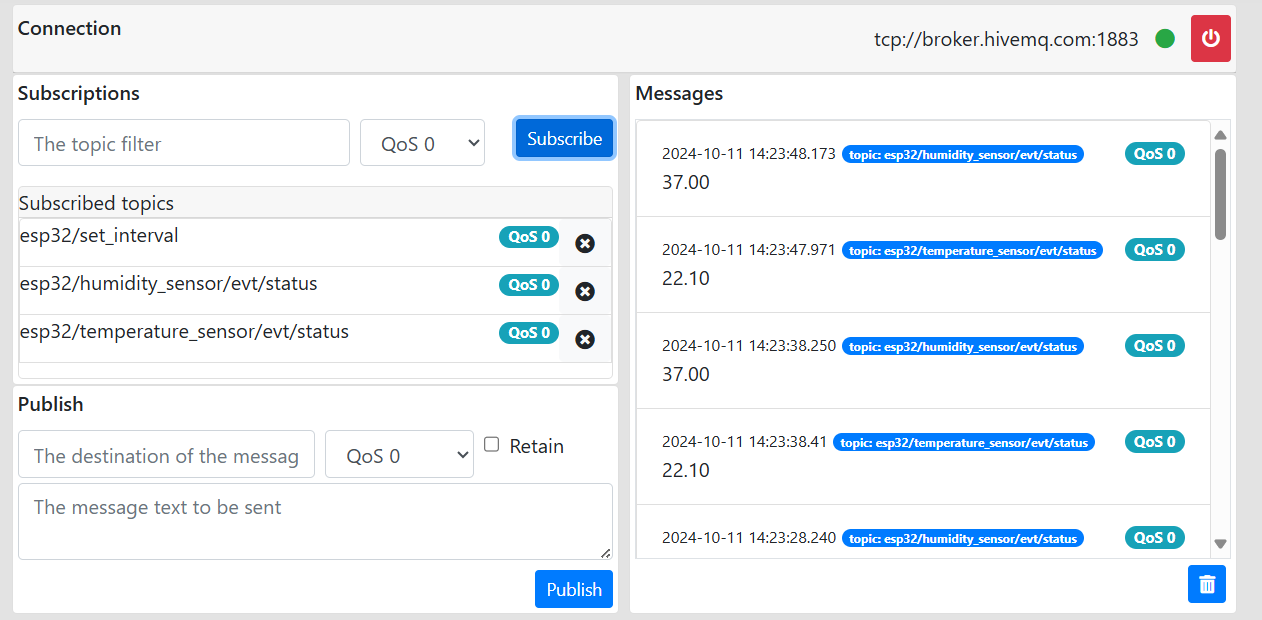 Connection
tcp://broker.hivemq.com:1883
Subscriptions
The topic filter
QoS 0
Subscribe
Subscribed topics
esp32/set_interval
QoS 0
esp32/humidity_sensor/evt/status
QoS 0
esp32/temperature_sensor/evt/status
QoS 0
Publish
The destination of the messag
QoS 0
Retain
The message text to be sent
Publish
Messages
2024-10-11 14:23:48.173 topic: esp32/humidity_sensor/evt/status QoS 0
37.00
2024-10-11 14:23:47.971 topic: esp32/temperature_sensor/evt/status QoS 0
22.10
2024-10-11 14:23:38.250 topic: esp32/humidity_sensor/evt/status QoS 0
37.00
2024-10-11 14:23:38.41 topic: esp32/temperature_sensor/evt/status QoS 0
22.10
2024-10-11 14:23:28.240 topic: esp32/humidity_sensor/evt/status QoS 0